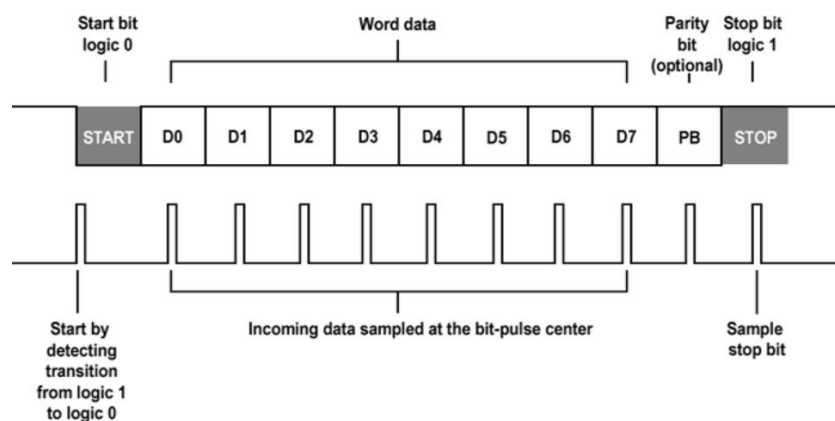 Start bit
logic 0
Word data
Parity
bit
(optional)
Stop bit
logic 1
START D0 D1 D2 D3 D4 D5 D6 D7 PB STOP
Start by
detecting
transition
from logic 1
to logic 0
Incoming data sampled at the bit-pulse center
Sample
stop bit